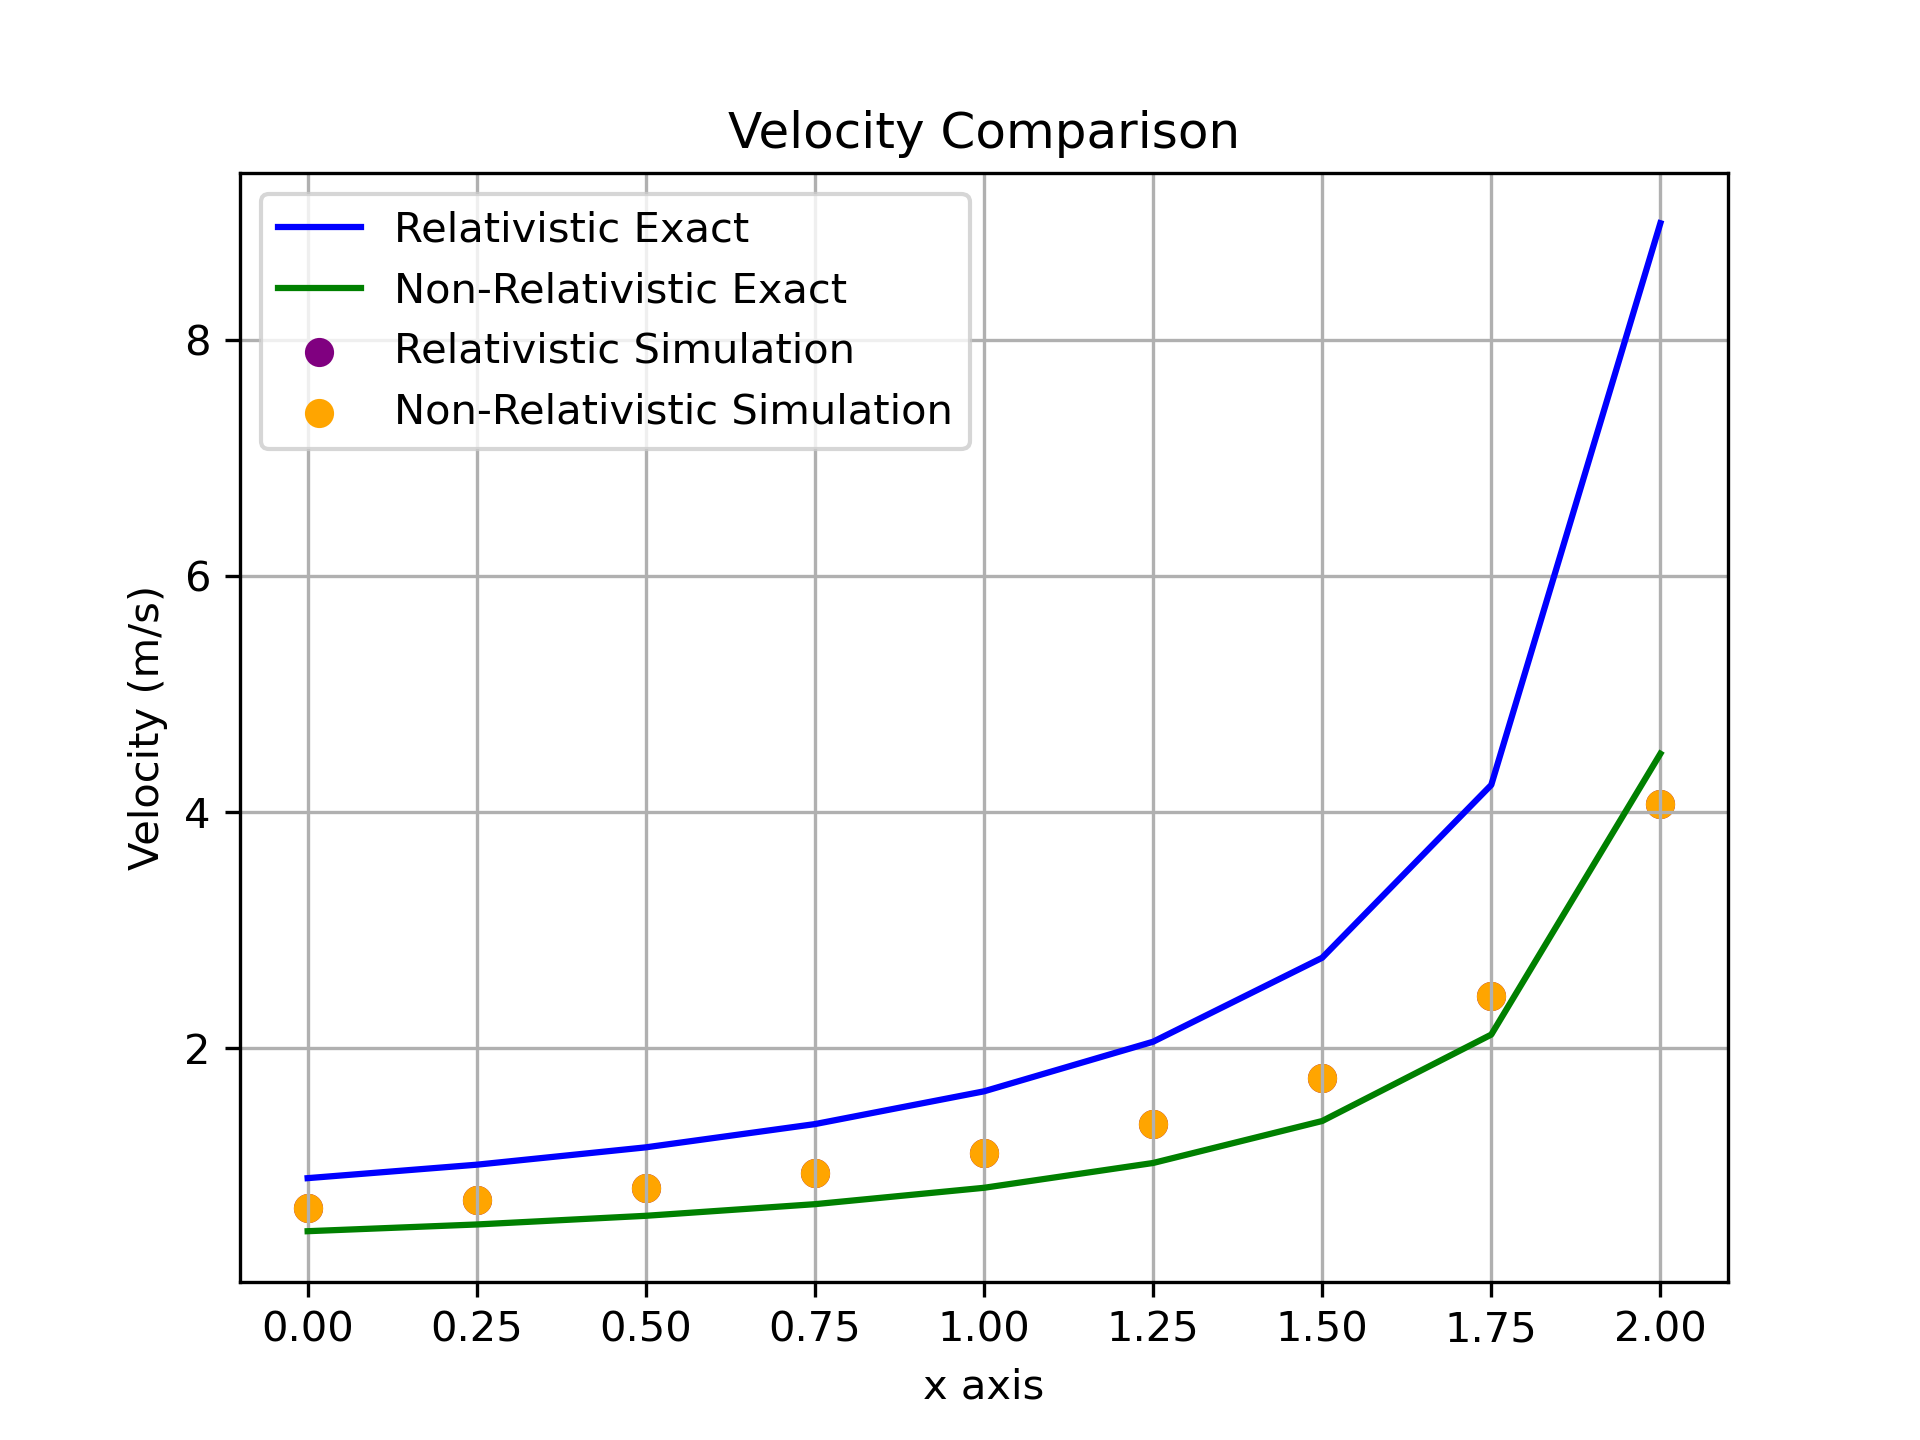 Velocity Comparison
Relativistic Exact
Non-Relativistic Exact
Relativistic Simulation
Non-Relativistic Simulation
8
6
4
2
Velocity (m/s)
0.00 0.25 0.50 0.75 1.00 1.25 1.50 1.75 2.00
x axis